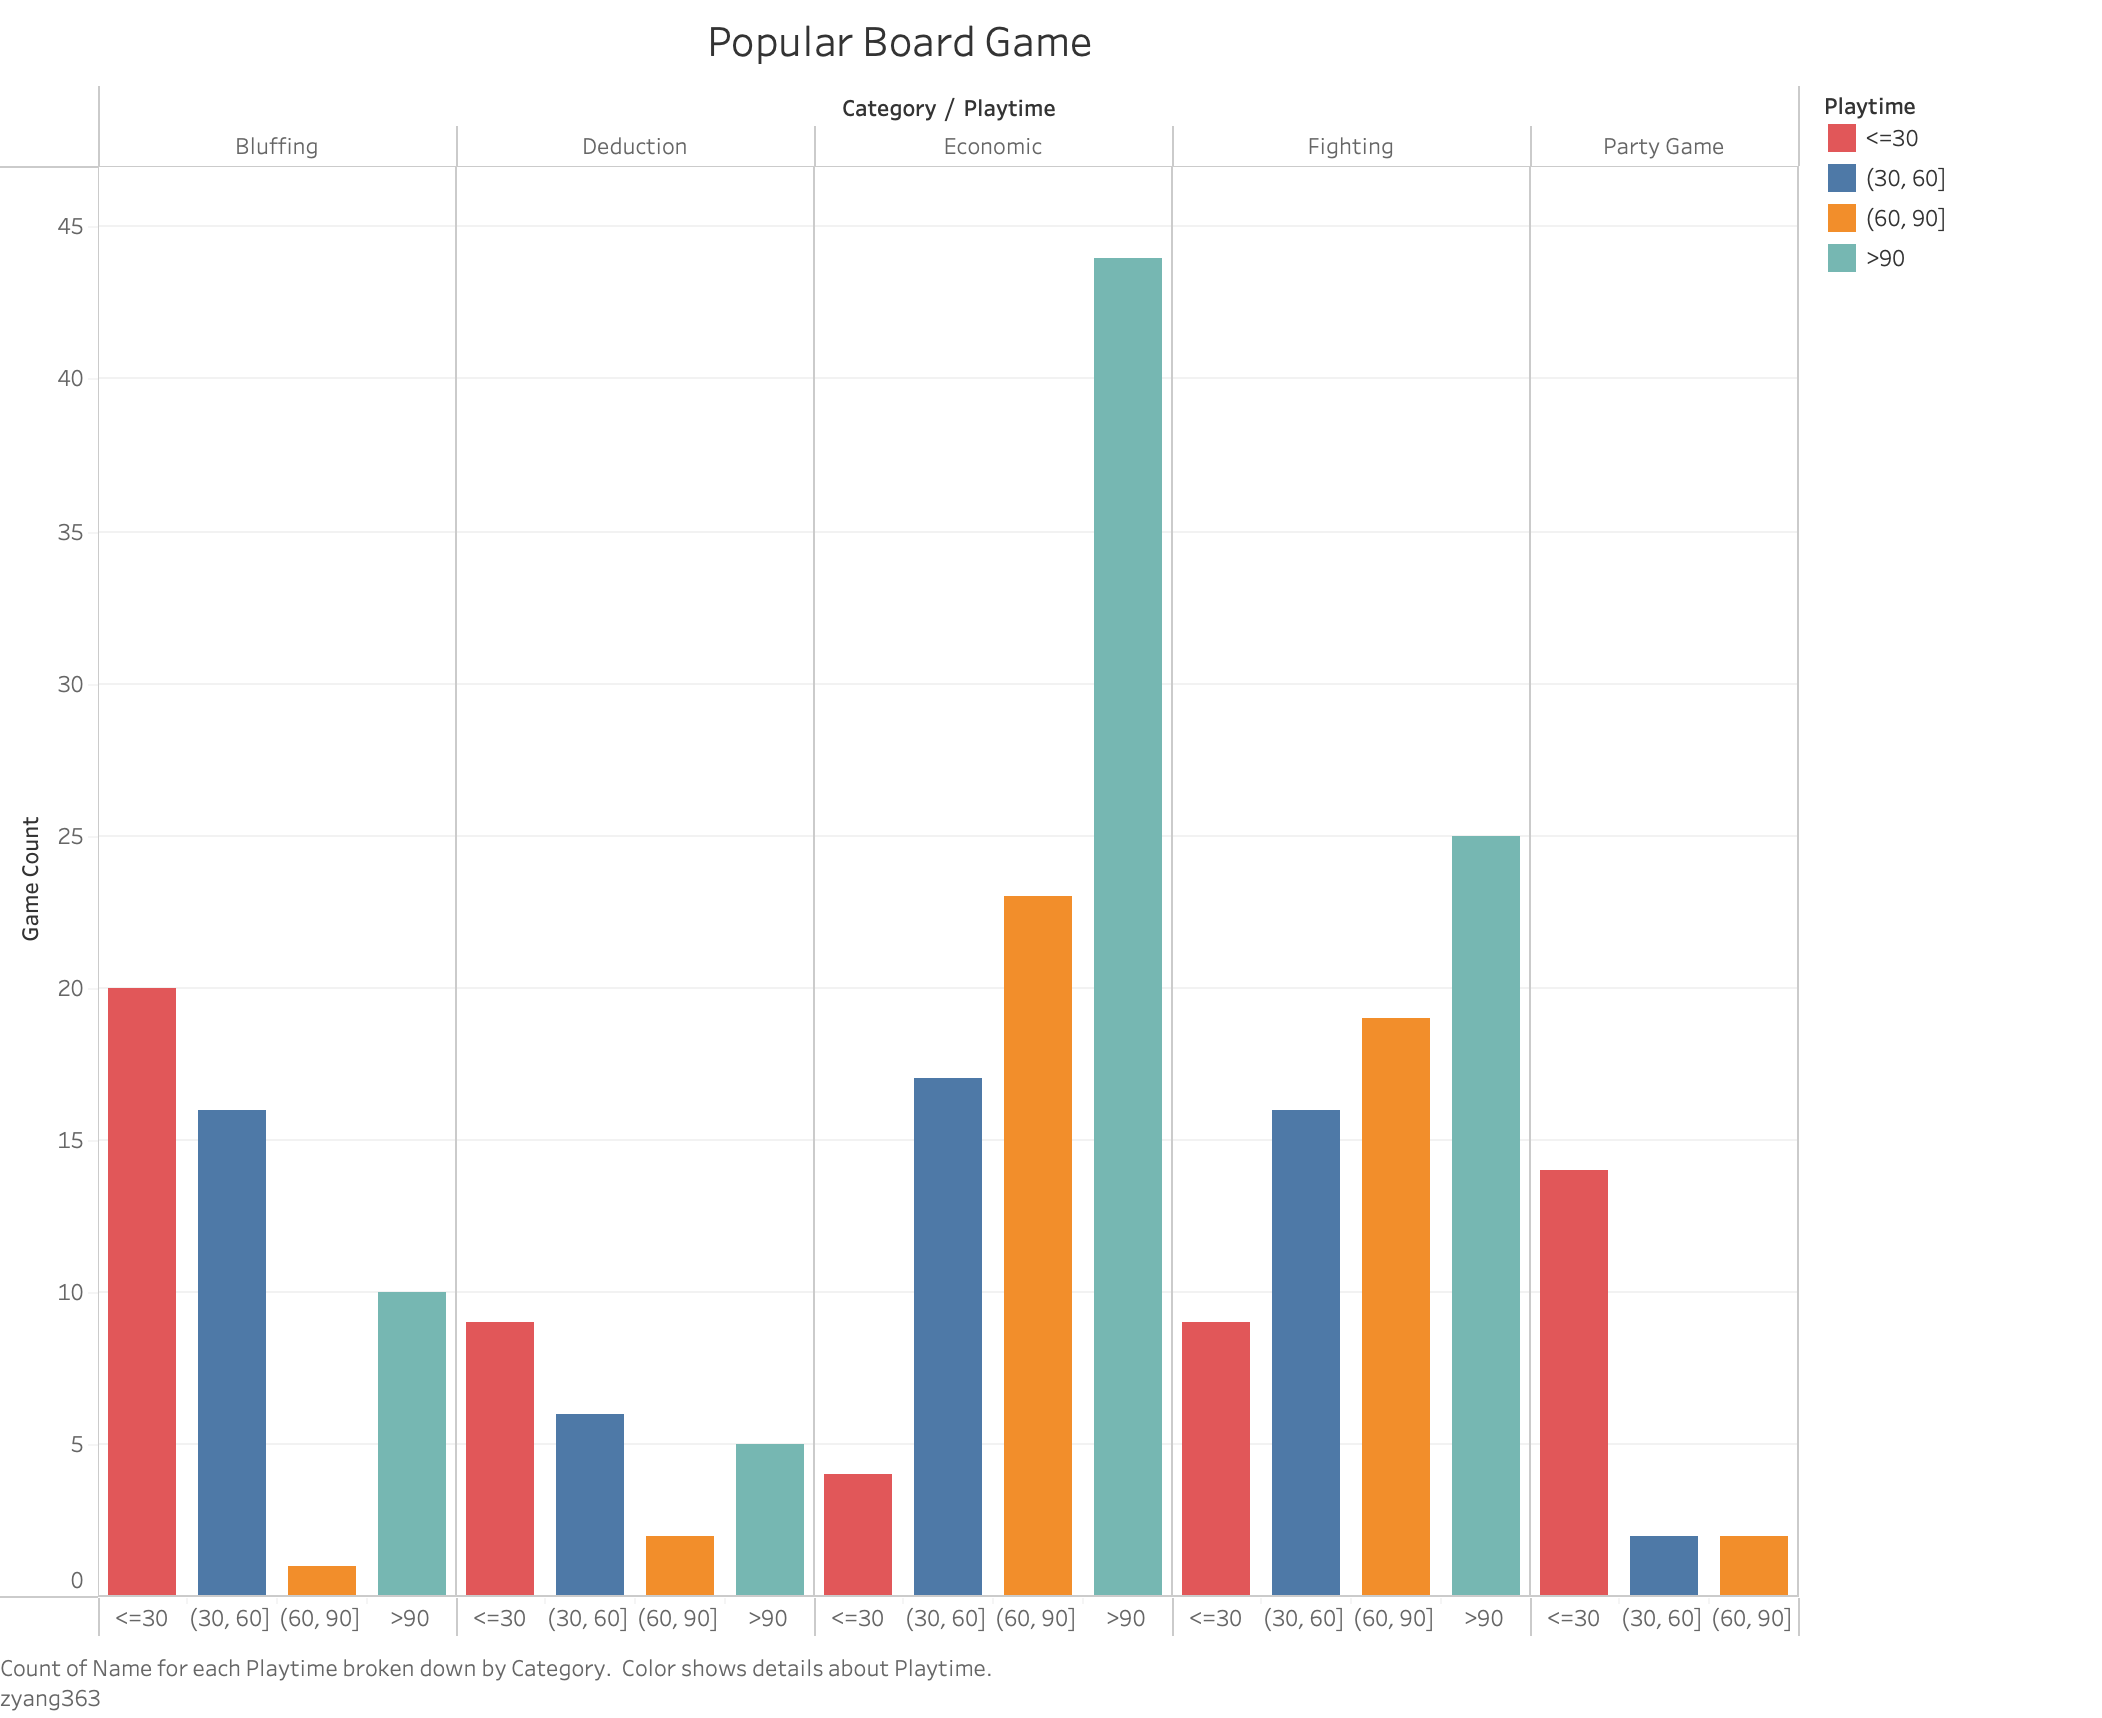 Popular Board Game
Category / Playtime
Bluffing Deduction Economic Fighting Party Game
Playtime
<=30
(30, 60]
(60, 90]
>90
Game Count
45
40
35
30
25
20
15
10
5
0
<=30 (30, 60] (60, 90] >90 <=30 (30, 60] (60, 90] >90 <=30 (30, 60] (60, 90] >90 <=30 (30, 60] (60, 90] >90 <=30 (30, 60] (60, 90]
Count of Name for each Playtime broken down by Category.  Color shows details about Playtime.
zyang363